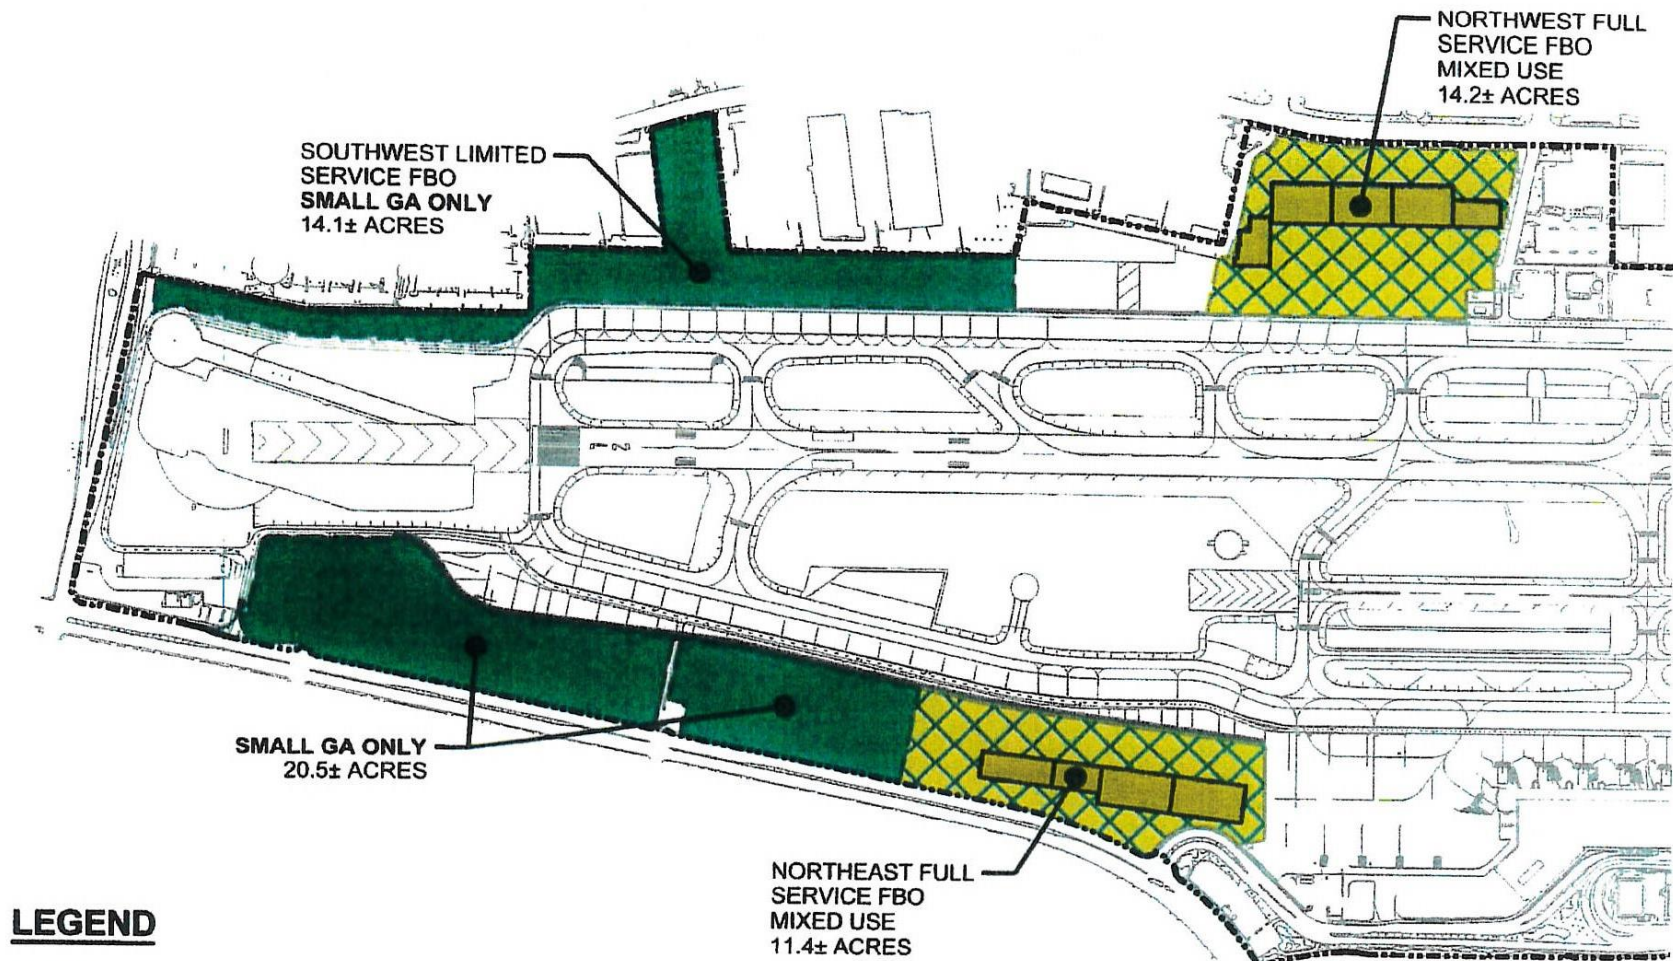 NORTHWEST FULL
SERVICE FBO
MIXED USE
14.2± ACRES
SOUTHWEST LIMITED
SERVICE FBO
SMALL GA ONLY
14.1± ACRES
SMALL GA ONLY
20.5± ACRES
NORTHEAST FULL
SERVICE FBO
MIXED USE
11.4± ACRES
LEGEND